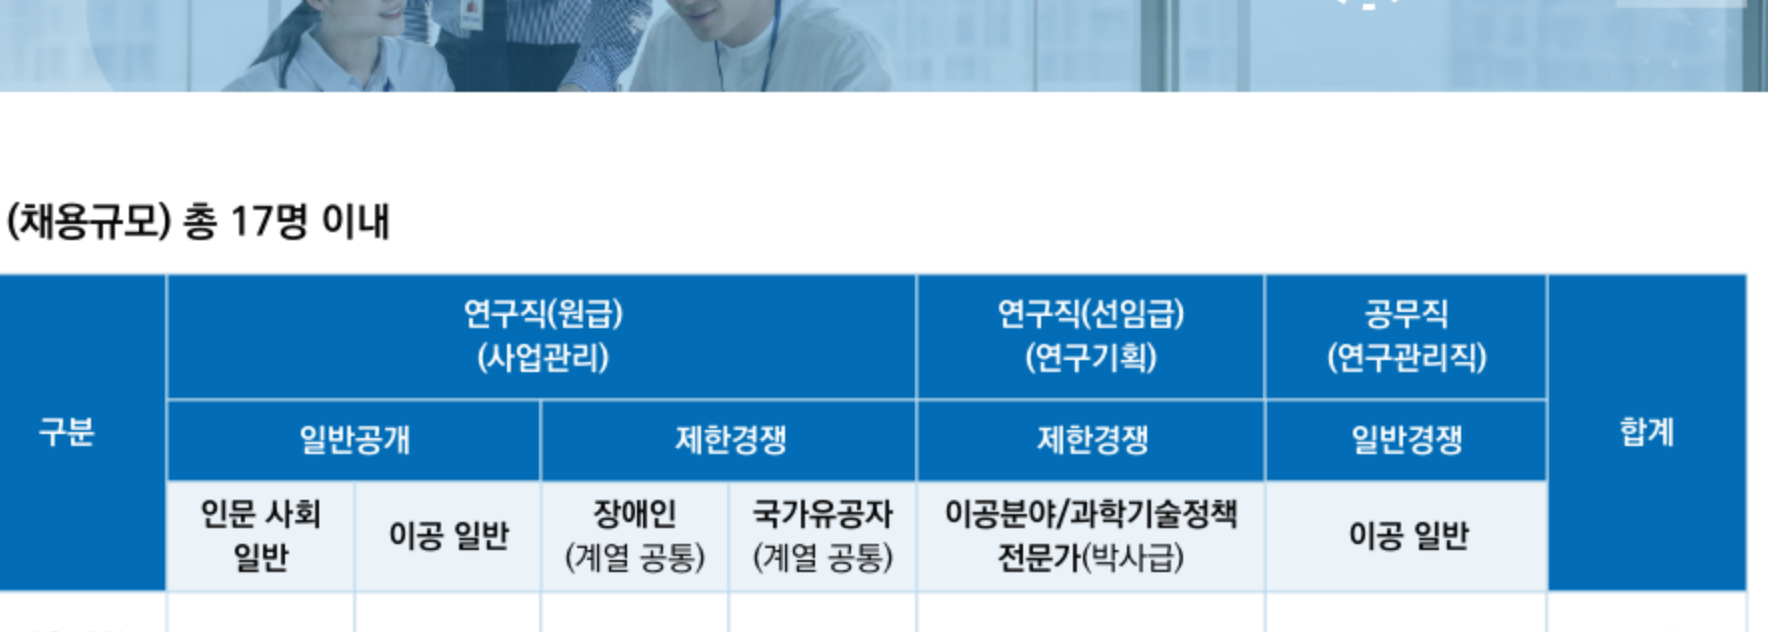 (채용규모) 총 17명 이내
구분
연구직(원급)
(사업관리)
연구직(선임급)
(연구기획)
공무직
(연구관리직)
합계
일반공개
제한경쟁
제한경쟁
일반경쟁
인문 사회
일반
이공 일반
장애인
(계열 공통)
국가유공자
(계열 공통)
이공분야/과학기술정책
전문가(박사급)
이공 일반